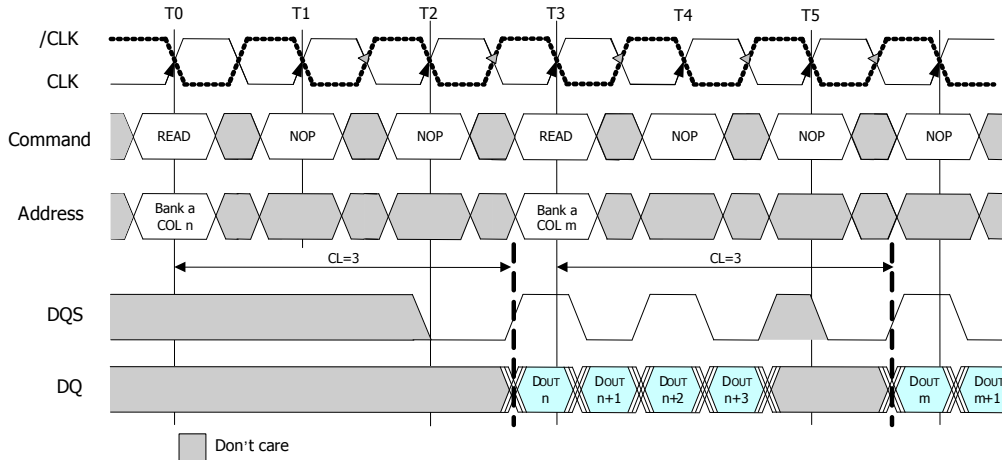 T0 T1 T2 T3 T4 T5
/CLK
CLK
Command READ NOP NOP READ NOP NOP NOP
Address Bank a COL n Bank a COL m
CL=3 CL=3
DQS
DQ DOUT n DOUT n+1 DOUT n+2 DOUT n+3 DOUT m DOUT m+1
Don't care